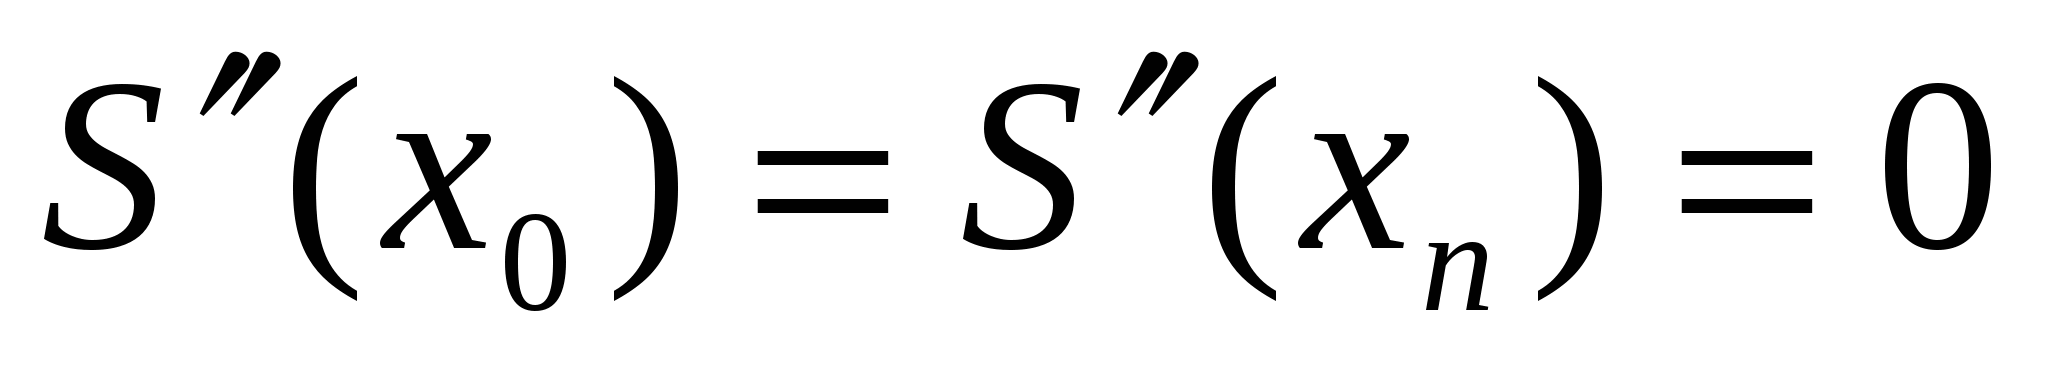 S″(x₀) = S″(xₙ) = 0